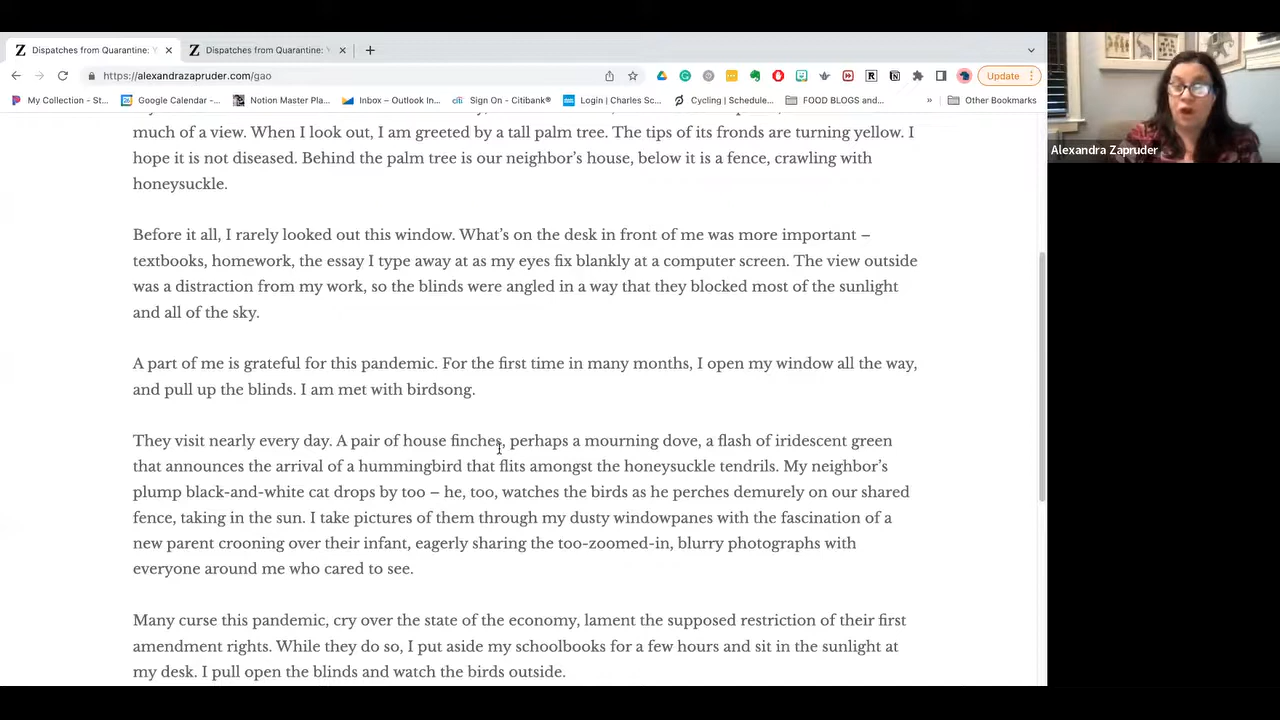 Dispatches from Quarantine: Y
Dispatches from Quarantine: Y
https://alexandrazapruder.com/gao
Update
My Collection - St...
Google Calendar -...
Notion Master Pla...
Inbox – Outlook In...
Sign On - Citibank®
Login | Charles Sc...
Cycling | Schedule...
FOOD BLOGS and...
Other Bookmarks
much of a view. When I look out, I am greeted by a tall palm tree. The tips of its fronds are turning yellow. I
hope it is not diseased. Behind the palm tree is our neighbor's house, below it is a fence, crawling with
honeysuckle.
Before it all, I rarely looked out this window. What's on the desk in front of me was more important –
textbooks, homework, the essay I type away at as my eyes fix blankly at a computer screen. The view outside
was a distraction from my work, so the blinds were angled in a way that they blocked most of the sunlight
and all of the sky.
A part of me is grateful for this pandemic. For the first time in many months, I open my window all the way,
and pull up the blinds. I am met with birdsong.
They visit nearly every day. A pair of house finches, perhaps a mourning dove, a flash of iridescent green
that announces the arrival of a hummingbird that flits amongst the honeysuckle tendrils. My neighbor's
plump black-and-white cat drops by too – he, too, watches the birds as he perches demurely on our shared
fence, taking in the sun. I take pictures of them through my dusty windowpanes with the fascination of a
new parent crooning over their infant, eagerly sharing the too-zoomed-in, blurry photographs with
everyone around me who cared to see.
Many curse this pandemic, cry over the state of the economy, lament the supposed restriction of their first
amendment rights. While they do so, I put aside my schoolbooks for a few hours and sit in the sunlight at
my desk. I pull open the blinds and watch the birds outside.
Alexandra Zapruder